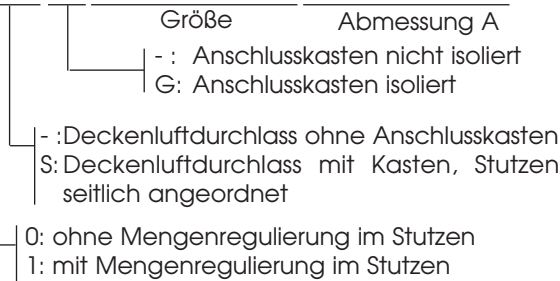 Größe Abmessung A
- : Anschlusskasten nicht isoliert
G: Anschlusskasten isoliert
- :Deckenluftdurchlass ohne Anschlusskasten
S: Deckenluftdurchlass mit Kasten, Stutzen
seitlich angeordnet
0: ohne Mengenregulierung im Stutzen
1: mit Mengenregulierung im Stutzen